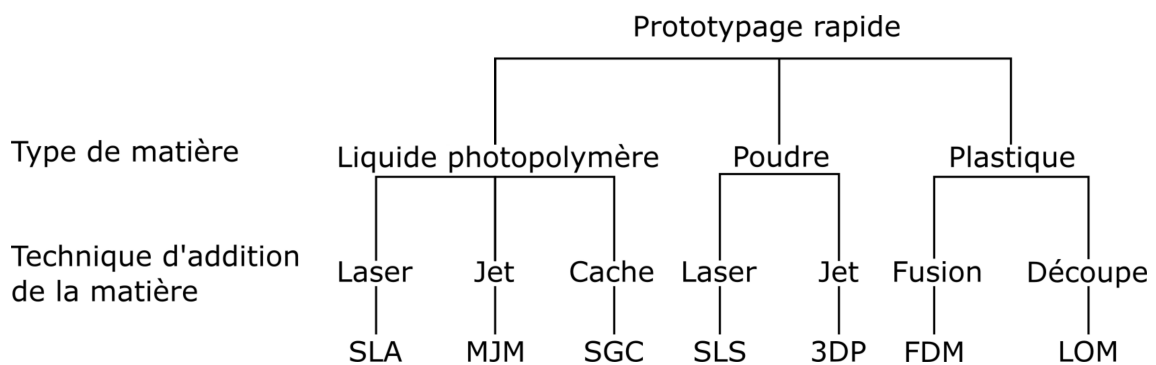 Prototypage rapide
Type de matière
Liquide photopolymère Poudre Plastique
Technique d'addition
de la matière
Laser Jet Cache Laser Jet Fusion Découpe
SLA MJM SGC SLS 3DP FDM LOM